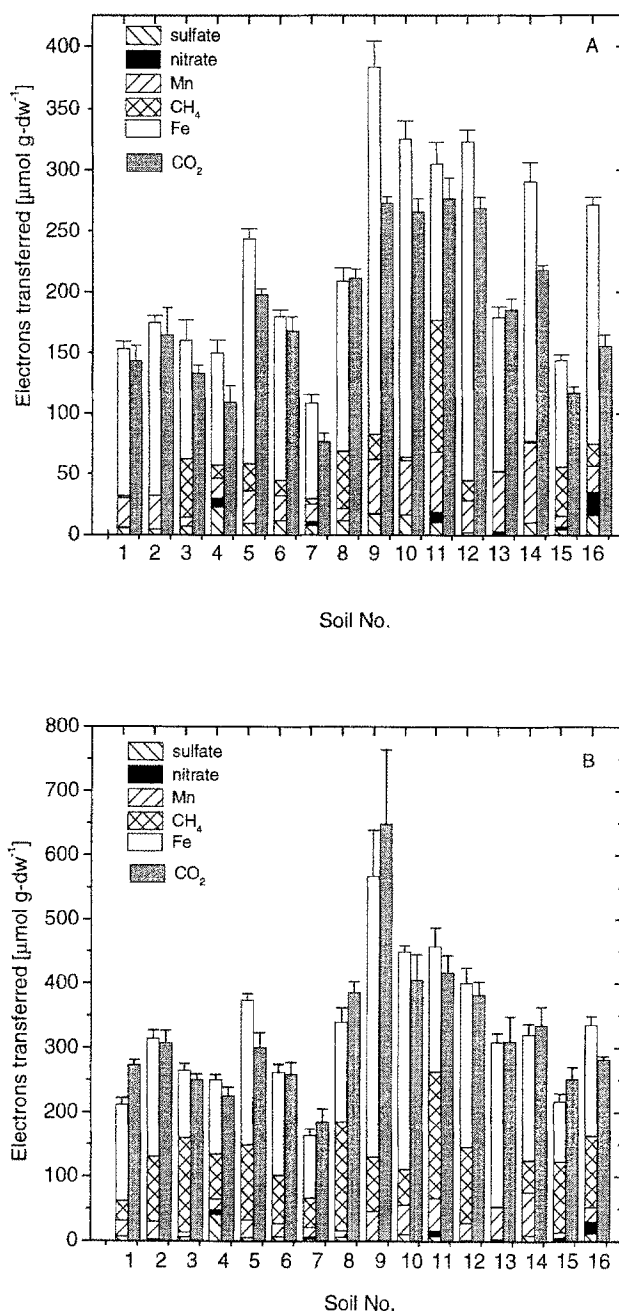 A
sulfate
nitrate
Mn
CH₄
Fe
CO₂
Electrons transferred [µmol g-dw⁻¹]
400
350
300
250
200
150
100
50
0
1 2 3 4 5 6 7 8 9 10 11 12 13 14 15 16
Soil No.
B
sulfate
nitrate
Mn
CH₄
Fe
CO₂
Electrons transferred [µmol g-dw⁻¹]
800
700
600
500
400
300
200
100
0
1 2 3 4 5 6 7 8 9 10 11 12 13 14 15 16
Soil No.